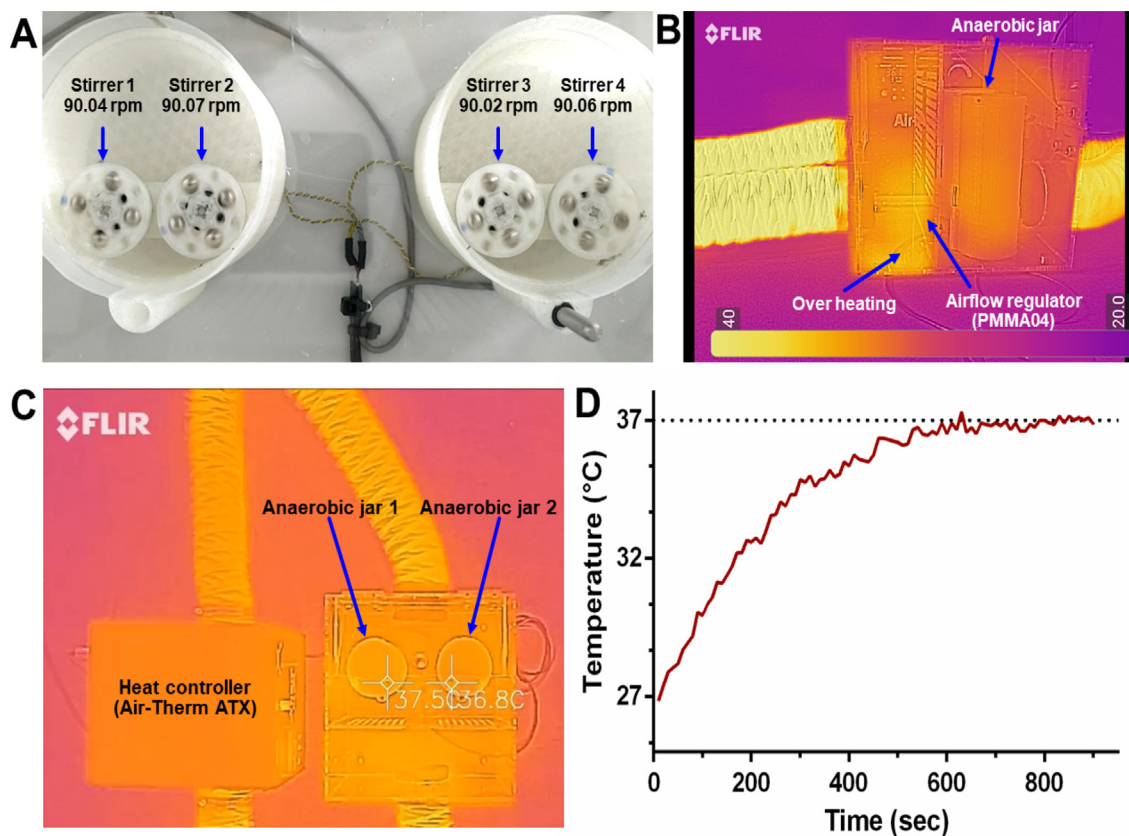 A
Stirrer 1
90.04 rpm
Stirrer 2
90.07 rpm
Stirrer 3
90.02 rpm
Stirrer 4
90.06 rpm
B
FLIR
Anaerobic jar
Air
Over heating
Airflow regulator
(PMMA04)
40
20.0
C
FLIR
Anaerobic jar 1
Anaerobic jar 2
Heat controller
(Air-Therm ATX)
37.5C
36.8C
D
Temperature (°C)
37
32
27
0
200
400
600
800
Time (sec)